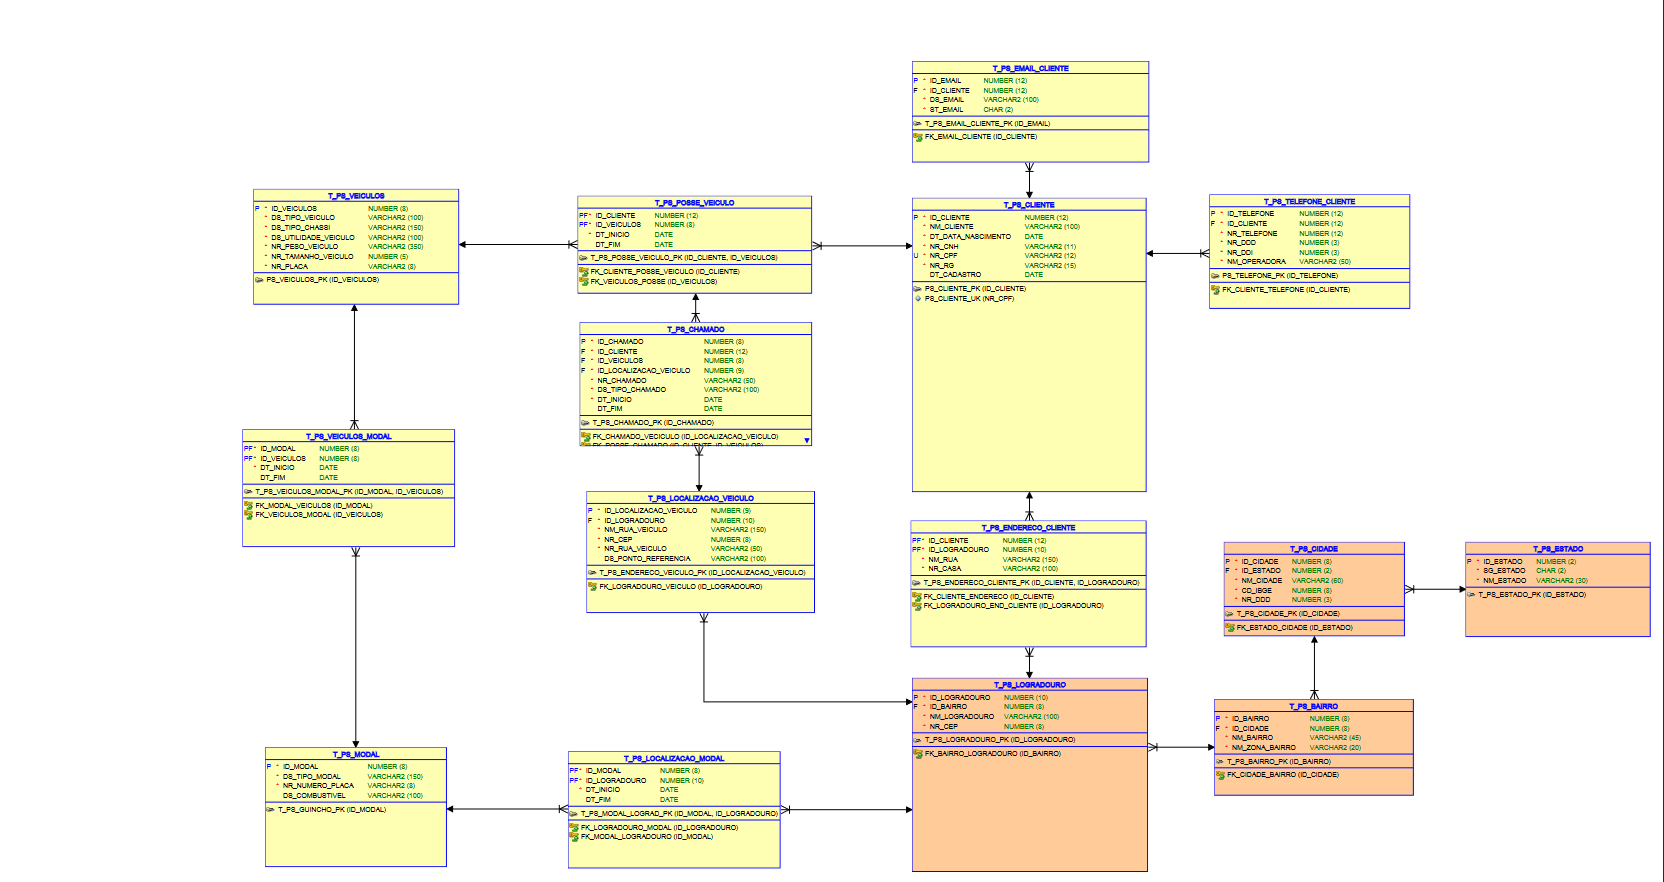 T_PS_EMAIL_CLIENTE
P * ID_EMAIL NUMBER (12)
F * ID_CLIENTE NUMBER (12)
* DS_EMAIL VARCHAR2 (100)
* ST_EMAIL CHAR (2)
T_PS_EMAIL_CLIENTE_PK (ID_EMAIL)
FK_EMAIL_CLIENTE (ID_CLIENTE)
T_PS_VEICULOS
P * ID_VEICULOS NUMBER (8)
* DS_TIPO_VEICULO VARCHAR2 (100)
* DS_TIPO_CHASSI VARCHAR2 (150)
* DS_UTILIDADE_VEICULO VARCHAR2 (100)
* NR_PESO_VEICULO VARCHAR2 (350)
* NR_TAMANHO_VEICULO NUMBER (5)
* NR_PLACA VARCHAR2 (8)
PS_VEICULOS_PK (ID_VEICULOS)
T_PS_POSSE_VEICULO
PF* ID_CLIENTE NUMBER (12)
PF* ID_VEICULOS NUMBER (8)
* DT_INICIO DATE
DT_FIM DATE
T_PS_POSSE_VEICULO_PK (ID_CLIENTE, ID_VEICULOS)
FK_CLIENTE_POSSE_VEICULO (ID_CLIENTE)
FK_VEICULOS_POSSE (ID_VEICULOS)
T_PS_CLIENTE
P * ID_CLIENTE NUMBER (12)
* NM_CLIENTE VARCHAR2 (100)
* DT_DATA_NASCIMENTO DATE
* NR_CNH VARCHAR2 (11)
U * NR_CPF VARCHAR2 (12)
* NR_RG VARCHAR2 (15)
DT_CADASTRO DATE
PS_CLIENTE_PK (ID_CLIENTE)
PS_CLIENTE_UK (NR_CPF)
T_PS_TELEFONE_CLIENTE
P * ID_TELEFONE NUMBER (12)
F * ID_CLIENTE NUMBER (12)
* NR_TELEFONE NUMBER (12)
* NR_DDD NUMBER (3)
* NR_DDI NUMBER (3)
* NM_OPERADORA VARCHAR2 (50)
PS_TELEFONE_PK (ID_TELEFONE)
FK_CLIENTE_TELEFONE (ID_CLIENTE)
T_PS_CHAMADO
P * ID_CHAMADO NUMBER (8)
F * ID_CLIENTE NUMBER (12)
F * ID_VEICULOS NUMBER (8)
F * ID_LOCALIZACAO_VEICULO NUMBER (9)
* NR_CHAMADO VARCHAR2 (50)
* DS_TIPO_CHAMADO VARCHAR2 (100)
* DT_INICIO DATE
DT_FIM DATE
T_PS_CHAMADO_PK (ID_CHAMADO)
FK_CHAMADO_VECICULO (ID_LOCALIZACAO_VEICULO)
FK_POSSE_CHAMADO (ID_CLIENTE, ID_VEICULOS)
T_PS_VEICULOS_MODAL
PF* ID_MODAL NUMBER (8)
PF* ID_VEICULOS NUMBER (8)
* DT_INICIO DATE
DT_FIM DATE
T_PS_VEICULOS_MODAL_PK (ID_MODAL, ID_VEICULOS)
FK_MODAL_VEICULOS (ID_MODAL)
FK_VEICULOS_MODAL (ID_VEICULOS)
T_PS_LOCALIZACAO_VEICULO
P * ID_LOCALIZACAO_VEICULO NUMBER (9)
F * ID_LOGRADOURO NUMBER (10)
* NM_RUA_VEICULO VARCHAR2 (150)
* NR_CEP NUMBER (8)
* NR_RUA_VEICULO VARCHAR2 (50)
DS_PONTO_REFERENCIA VARCHAR2 (100)
T_PS_ENDERECO_VEICULO_PK (ID_LOCALIZACAO_VEICULO)
FK_LOGRADOURO_VEICULO (ID_LOGRADOURO)
T_PS_ENDERECO_CLIENTE
PF* ID_CLIENTE NUMBER (12)
PF* ID_LOGRADOURO NUMBER (10)
* NM_RUA VARCHAR2 (150)
* NR_CASA VARCHAR2 (100)
T_PS_ENDERECO_CLIENTE_PK (ID_CLIENTE, ID_LOGRADOURO)
FK_CLIENTE_ENDERECO (ID_CLIENTE)
FK_LOGRADOURO_END_CLIENTE (ID_LOGRADOURO)
T_PS_CIDADE
P * ID_CIDADE NUMBER (8)
F * ID_ESTADO NUMBER (2)
* NM_CIDADE VARCHAR2 (60)
* CD_IBGE NUMBER (8)
* NR_DDD NUMBER (3)
T_PS_CIDADE_PK (ID_CIDADE)
FK_ESTADO_CIDADE (ID_ESTADO)
T_PS_ESTADO
P * ID_ESTADO NUMBER (2)
* SG_ESTADO CHAR (2)
* NM_ESTADO VARCHAR2 (30)
T_PS_ESTADO_PK (ID_ESTADO)
T_PS_LOGRADOURO
P * ID_LOGRADOURO NUMBER (10)
F * ID_BAIRRO NUMBER (8)
* NM_LOGRADOURO VARCHAR2 (100)
* NR_CEP NUMBER (8)
T_PS_LOGRADOURO_PK (ID_LOGRADOURO)
FK_BAIRRO_LOGRADOURO (ID_BAIRRO)
T_PS_BAIRRO
P * ID_BAIRRO NUMBER (8)
F * ID_CIDADE NUMBER (8)
* NM_BAIRRO VARCHAR2 (45)
* NM_ZONA_BAIRRO VARCHAR2 (20)
T_PS_BAIRRO_PK (ID_BAIRRO)
FK_CIDADE_BAIRRO (ID_CIDADE)
T_PS_MODAL
P * ID_MODAL NUMBER (8)
* DS_TIPO_MODAL VARCHAR2 (150)
* NR_NUMERO_PLACA VARCHAR2 (8)
DS_COMBUSTIVEL VARCHAR2 (100)
T_PS_GUINCHO_PK (ID_MODAL)
T_PS_LOCALIZACAO_MODAL
PF* ID_MODAL NUMBER (8)
PF* ID_LOGRADOURO NUMBER (10)
* DT_INICIO DATE
DT_FIM DATE
T_PS_MODAL_LOGRAD_PK (ID_MODAL, ID_LOGRADOURO)
FK_LOGRADOURO_MODAL (ID_LOGRADOURO)
FK_MODAL_LOGRADOURO (ID_MODAL)